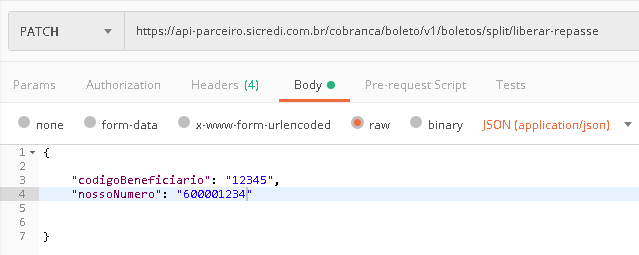 PATCH https://api-parceiro.sicredi.com.br/cobranca/boleto/v1/boletos/split/liberar-repasse
Params Authorization Headers (4) Body Pre-request Script Tests
none form-data x-www-form-urlencoded raw binary JSON (application/json)
1 {
2
3 "codigoBeneficiario": "12345",
4 "nossoNumero": "600001234"
5
6
7 }